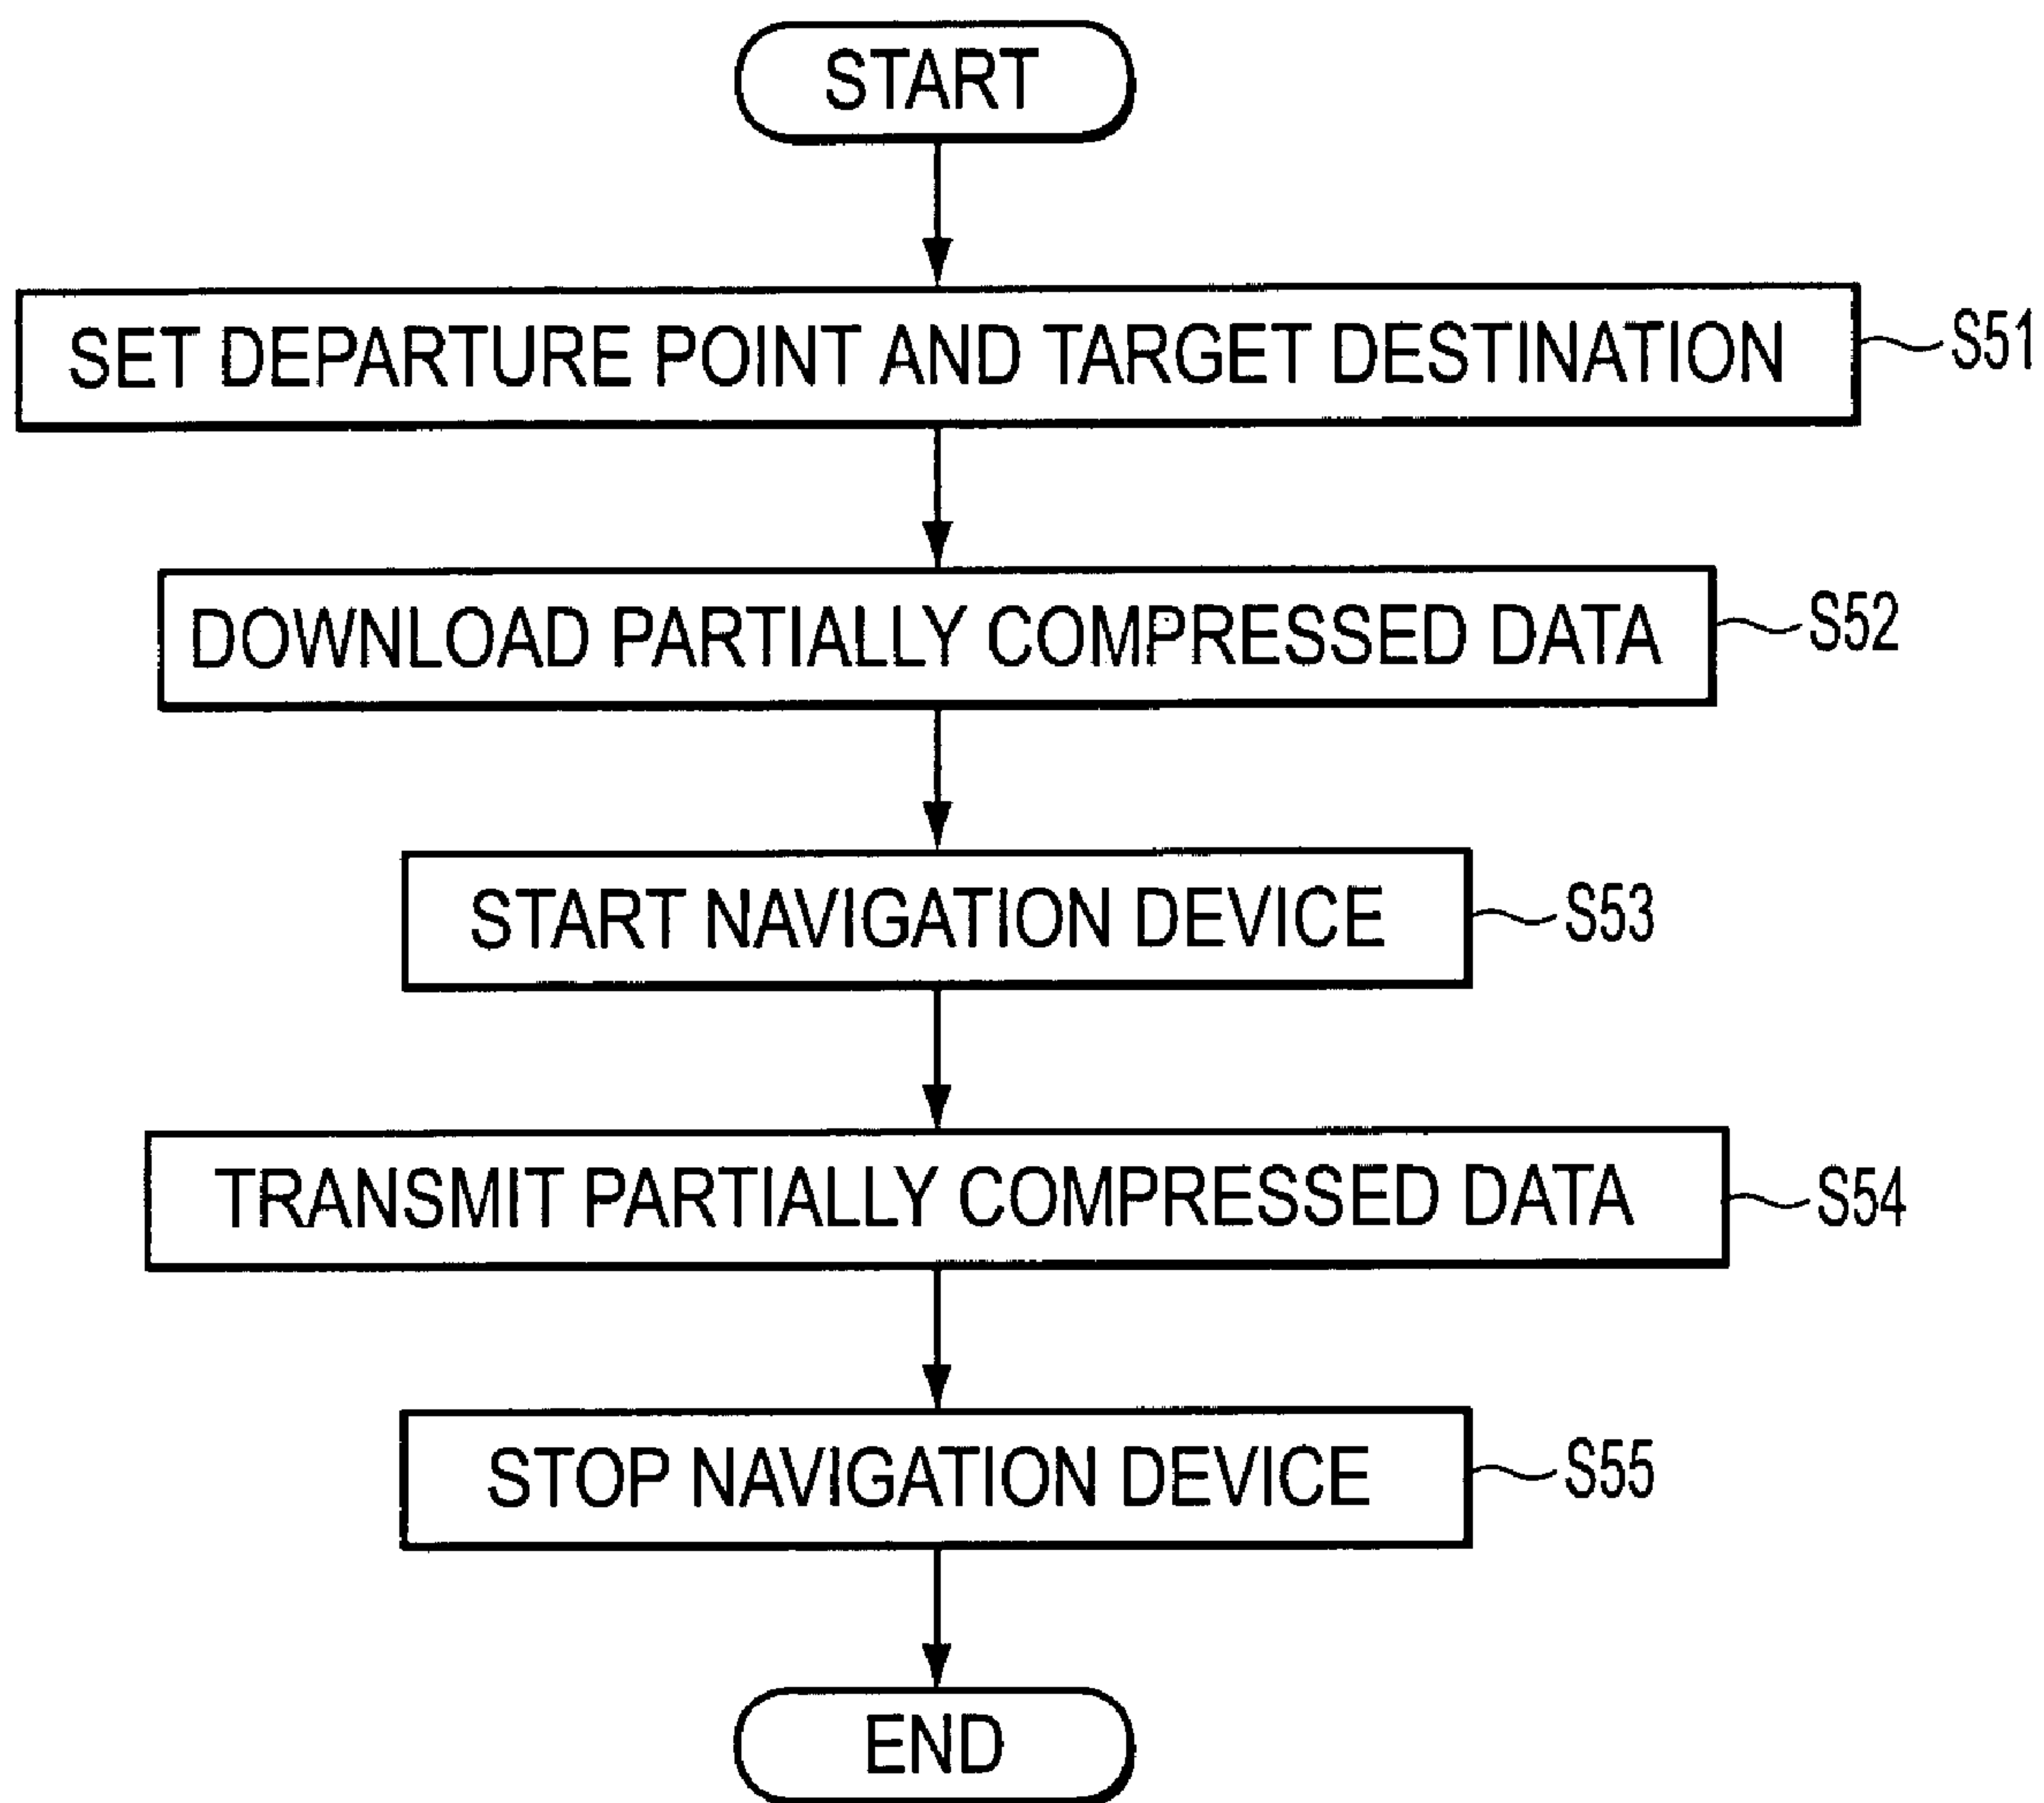 START
SET DEPARTURE POINT AND TARGET DESTINATION
S51
DOWNLOAD PARTIALLY COMPRESSED DATA
S52
START NAVIGATION DEVICE
S53
TRANSMIT PARTIALLY COMPRESSED DATA
S54
STOP NAVIGATION DEVICE
S55
END